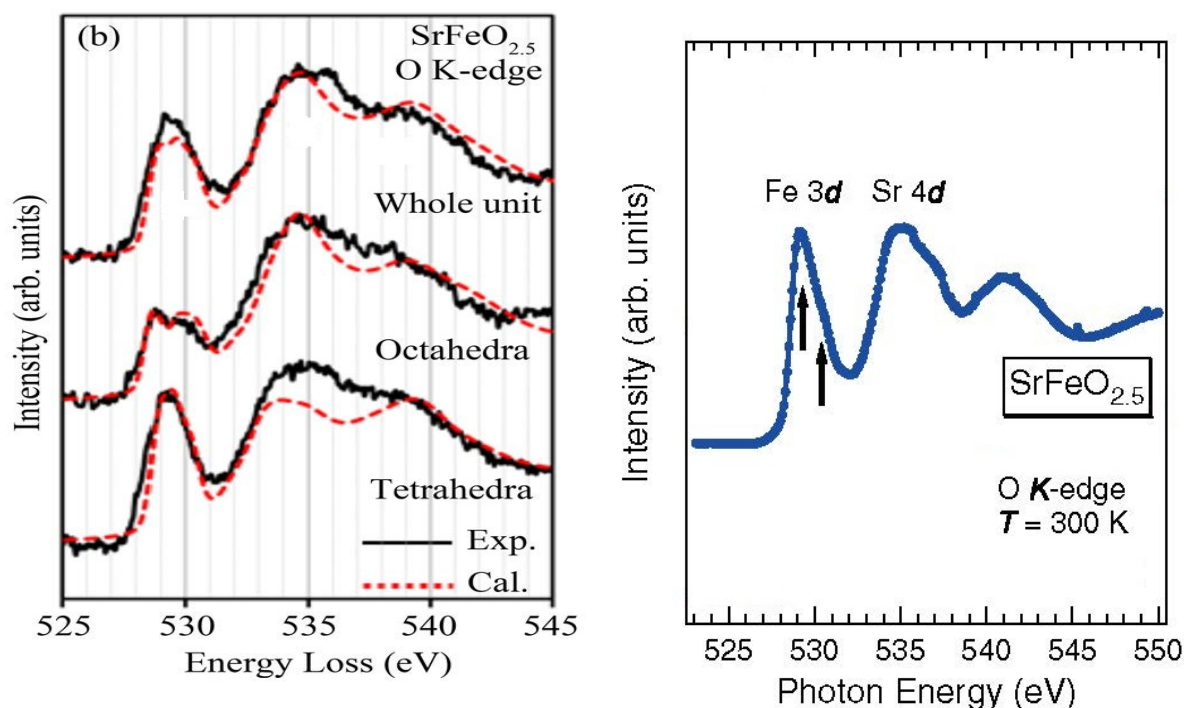 (b)
SrFeO2.5
O K-edge
Whole unit
Octahedra
Tetrahedra
Exp.
Cal.
Intensity (arb. units)
525 530 535 540 545
Energy Loss (eV)
Fe 3d Sr 4d
SrFeO2.5
O K-edge
T = 300 K
Intensity (arb. units)
525 530 535 540 545 550
Photon Energy (eV)